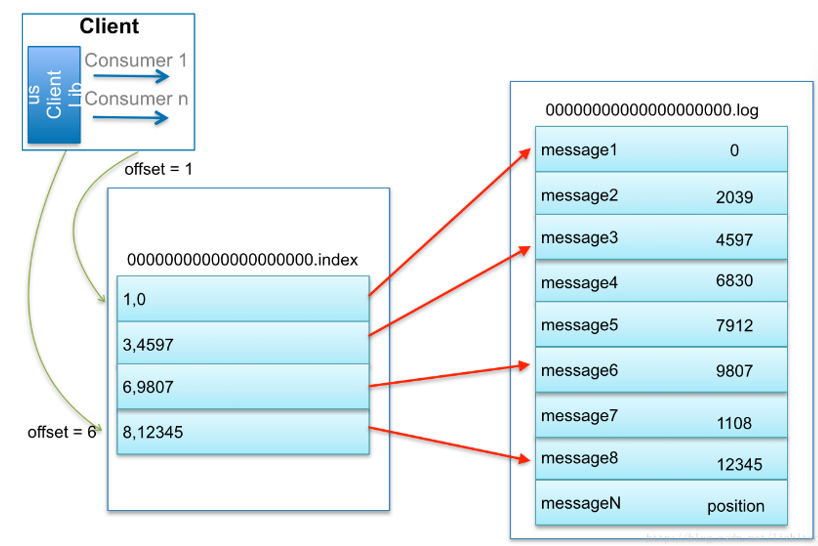 Client
us
Client
Lib
Consumer 1
Consumer n
offset = 1
offset = 6
00000000000000000000.index
1,0
3,4597
6,9807
8,12345
00000000000000000000.log
message1 0
message2 2039
message3 4597
message4 6830
message5 7912
message6 9807
message7 1108
message8 12345
messageN position